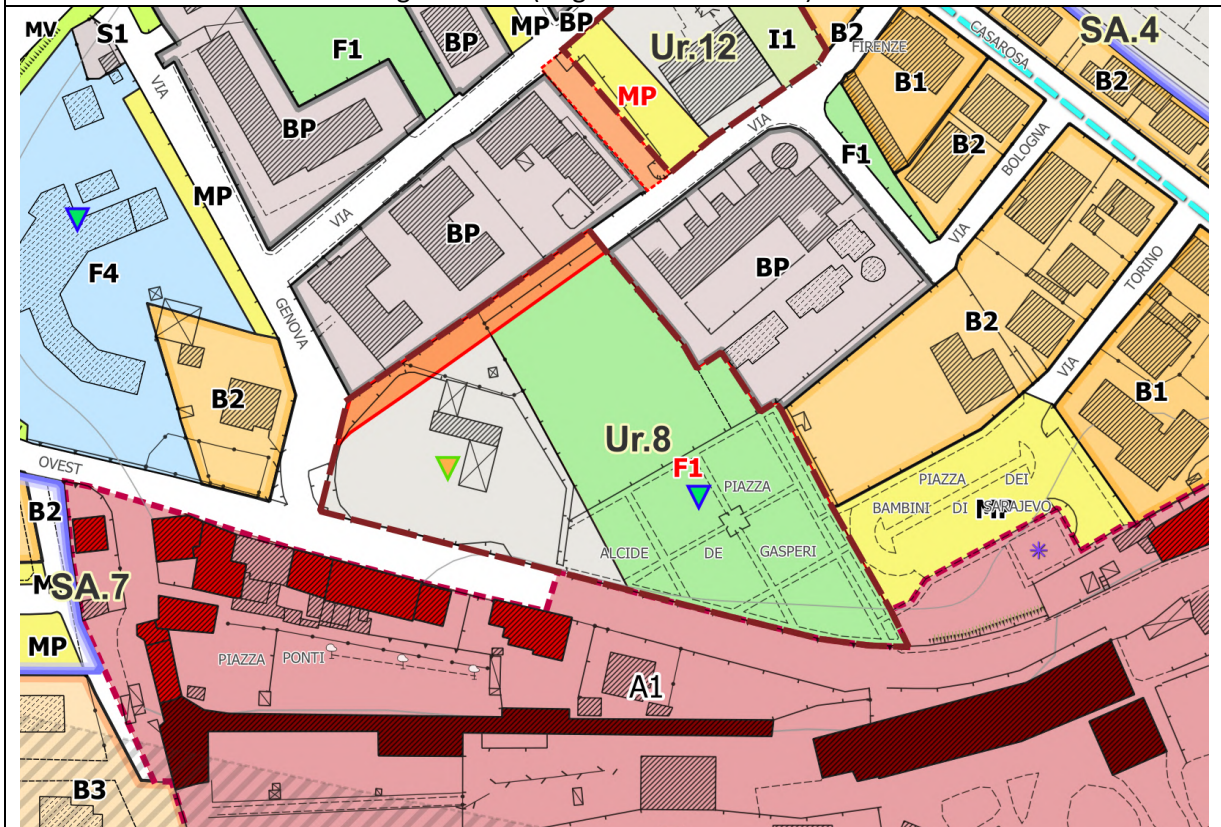 MV
S1
F1
BP
MP
BP
Ur.12
I1
B2
FIRENZE
CASAROSA
SA.4
VIA
BP
MP
B1
B2
MP
VIA
VIA
F1
B2
BOLOGNA
F4
BP
BP
VIA
TORINO
GENOVA
B2
B2
VIA
B1
Ur.8
F1
PIAZZA
ALCIDE DE GASPERI
PIAZZA DEI
BAMBINI DI SARAJEVO
MP
OVEST
B2
SA.7
MP
PIAZZA PONTI
A1
B3